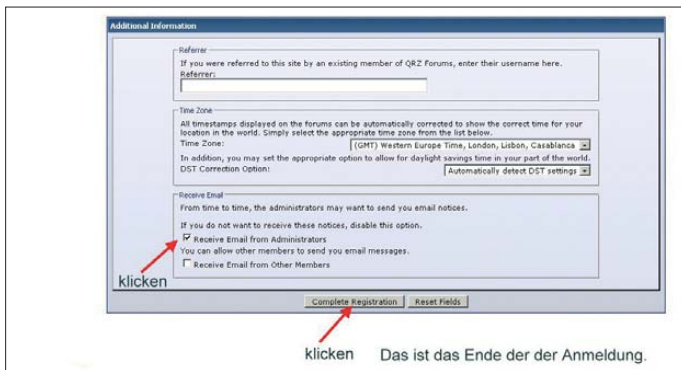 Additional Information
Referrer
If you were referred to this site by an existing member of QRZ Forums, enter their username here.
Referrer:
Time Zone
All timestamps displayed on the forums can be automatically corrected to show the correct time for your
location in the world. Simply select the appropriate time zone from the list below.
Time Zone: (GMT) Western Europe Time, London, Lisbon, Casablanca
In addition, you may set the appropriate option to allow for daylight savings time in your part of the world.
DST Correction Option: Automatically detect DST settings
Receive Email
From time to time, the administrators may want to send you email notices.
If you do not want to receive these notices, disable this option.
Receive Email from Administrators
You can allow other members to send you email messages.
klicken
Receive Email from Other Members
Complete Registration Reset Fields
klicken Das ist das Ende der der Anmeldung.